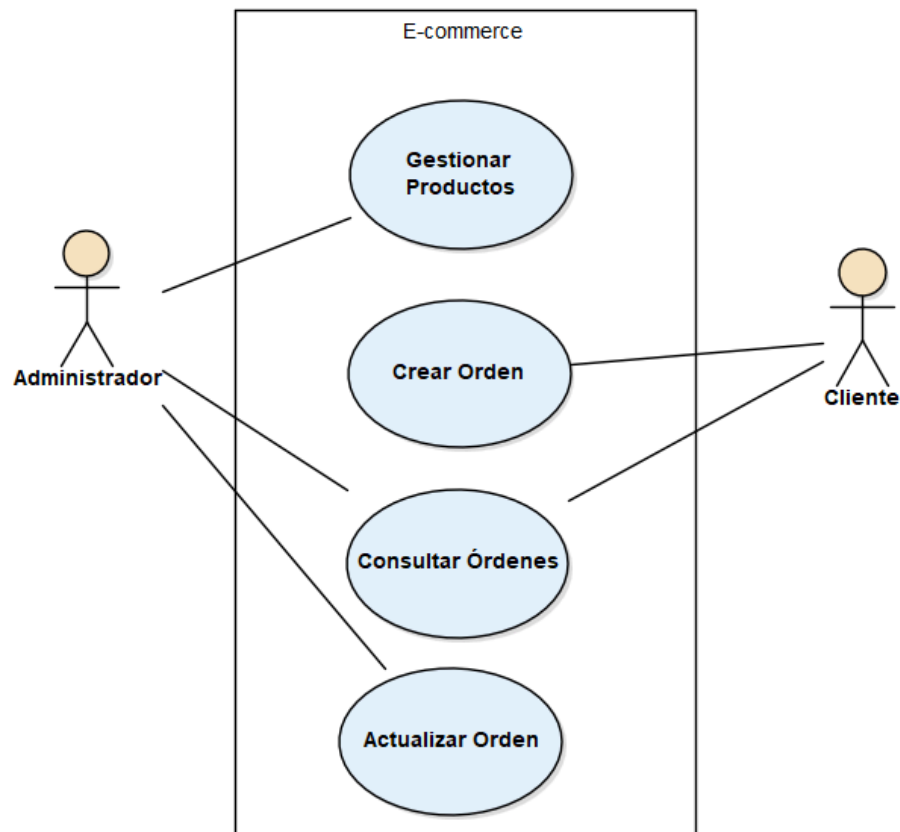 E-commerce
Gestionar
Productos
Administrador
Crear Orden
Cliente
Consultar Órdenes
Actualizar Orden